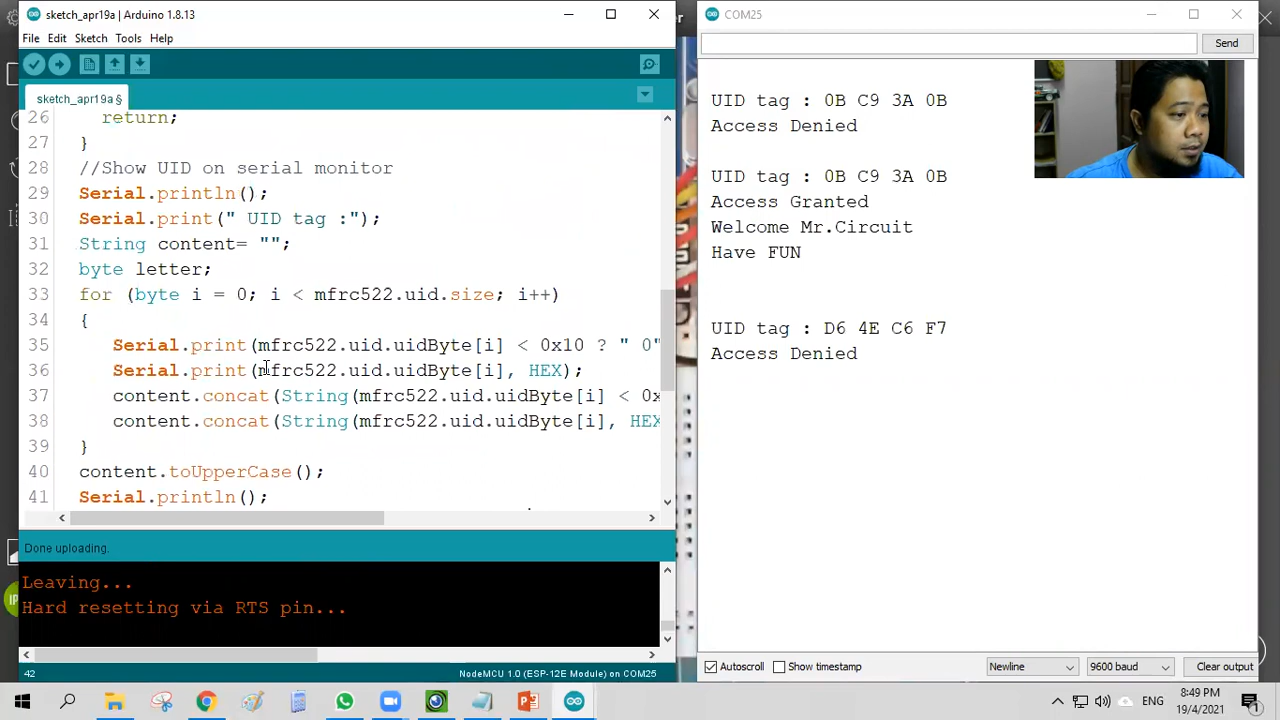 sketch_apr19a | Arduino 1.8.13
File Edit Sketch Tools Help
sketch_apr19a §
26 return;
27 }
28 //Show UID on serial monitor
29 Serial.println();
30 Serial.print(" UID tag :");
31 String content= "";
32 byte letter;
33 for (byte i = 0; i < mfrc522.uid.size; i++)
34 {
35 Serial.print(mfrc522.uid.uidByte[i] < 0x10 ? " 0"
36 Serial.print(mfrc522.uid.uidByte[i], HEX);
37 content.concat(String(mfrc522.uid.uidByte[i] < 0x
38 content.concat(String(mfrc522.uid.uidByte[i], HEX
39 }
40 content.toUpperCase();
41 Serial.println();
Done uploading.
Leaving...
Hard resetting via RTS pin...
42 NodeMCU 1.0 (ESP-12E Module) on COM25
COM25
Send
UID tag : 0B C9 3A 0B
Access Denied
UID tag : 0B C9 3A 0B
Access Granted
Welcome Mr.Circuit
Have FUN
UID tag : D6 4E C6 F7
Access Denied
Autoscroll Show timestamp Newline 9600 baud Clear output
ENG
8:49 PM
19/4/2021